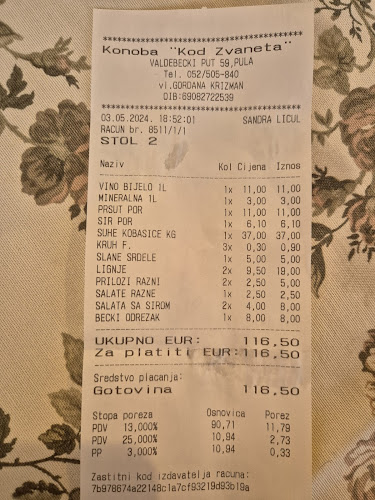 ******************************
Konoba "Kod Zvaneta"
VALDEBECKI PUT 59,PULA
Tel. 052/505-840
vl.GORDANA KRIZMAN
OIB:69082722539
******************************
03.05.2024. 18:52:01 SANDRA LICUL
RACUN br. 8511/1/1
STOL 2
Naziv Kol Cijena Iznos
VINO BIJELO 1L 1x 11,00 11,00
MINERALNA 1L 1x 3,00 3,00
PRSUT POR 1x 11,00 11,00
SIR POR 1x 6,10 6,10
SUHE KOBASICE KG 1x 37,00 37,00
KRUH F. 3x 0,30 0,90
SLANE SRDELE 1x 5,00 5,00
LIGNJE 2x 9,50 19,00
PRILOZI RAZNI 2x 2,50 5,00
SALATE RAZNE 1x 2,50 2,50
SALATA SA SIROM 2x 4,00 8,00
BECKI ODREZAK 1x 8,00 8,00
UKUPNO EUR: 116,50
Za platiti EUR:116,50
Sredstvo placanja:
Gotovina 116,50
Stopa poreza Osnovica Porez
PDV 13,000% 90,71 11,79
PDV 25,000% 10,94 2,73
PP 3,000% 10,94 0,33
Zastitni kod izdavatelja racuna:
7b978674a22148c1a7cf93219d93b19a